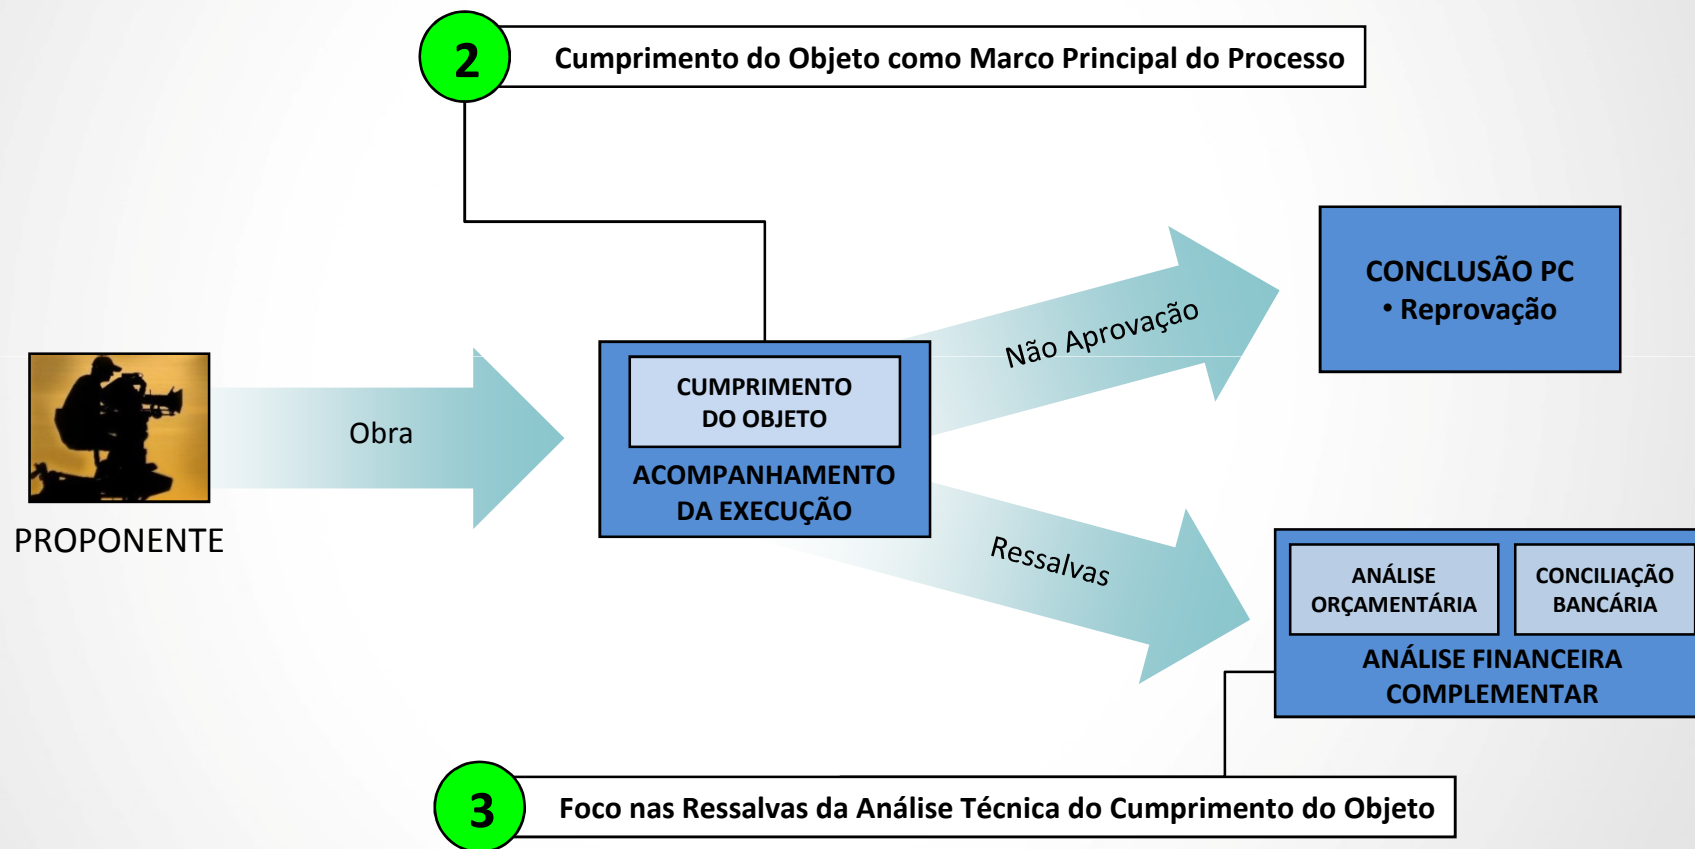 2
Cumprimento do Objeto como Marco Principal do Processo
CONCLUSÃO PC
• Reprovação
Não Aprovação
Obra
CUMPRIMENTO
DO OBJETO
ACOMPANHAMENTO
DA EXECUÇÃO
PROPONENTE
Ressalvas
ANÁLISE
ORÇAMENTÁRIA
CONCILIAÇÃO
BANCÁRIA
ANÁLISE FINANCEIRA
COMPLEMENTAR
3
Foco nas Ressalvas da Análise Técnica do Cumprimento do Objeto